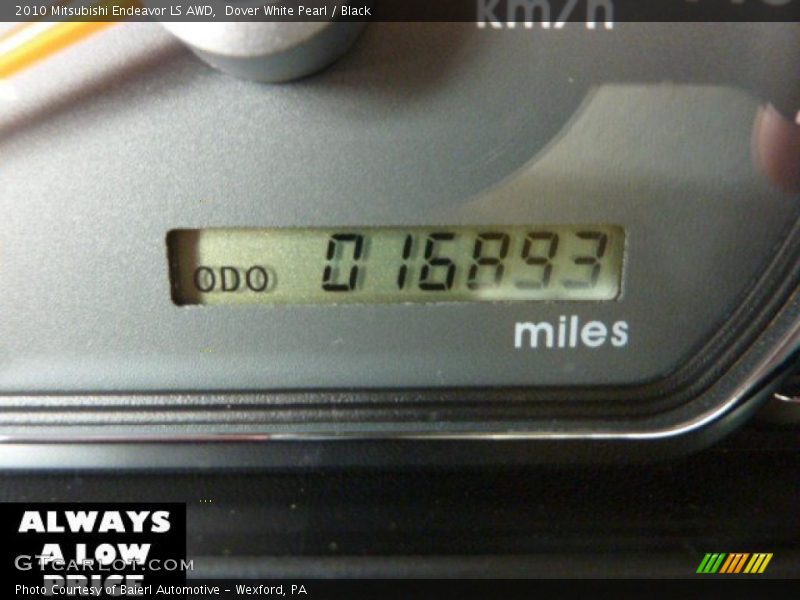 2010 Mitsubishi Endeavor LS AWD,  Dover White Pearl / Black
km/h
ODO 016893
miles
ALWAYS
A LOW
PRICE
GTCARLOT.COM
Photo Courtesy of Baierl Automotive - Wexford, PA